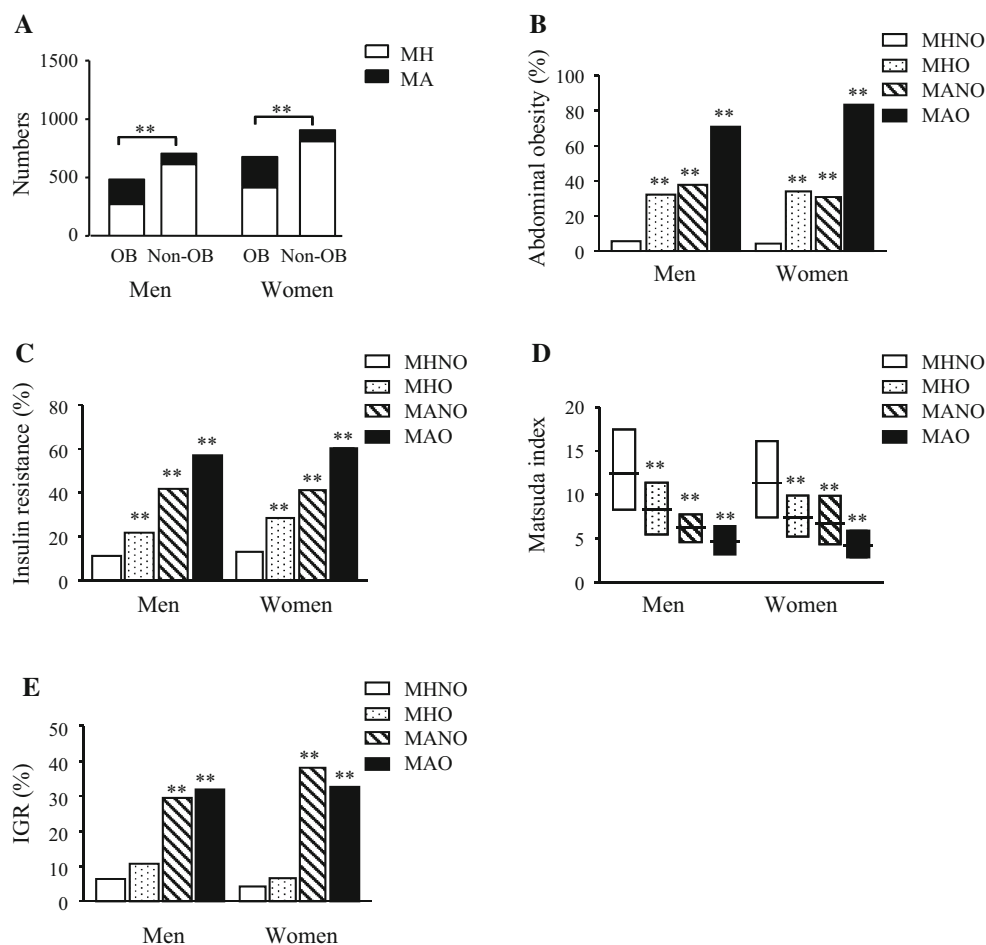 A
MH
MA
Numbers
1500
1000
500
0
**
**
OB Non-OB OB Non-OB
Men Women
B
MHNO
MHO
MANO
MAO
Abdominal obesity (%)
100
80
60
40
20
0
** ** ** ** ** **
Men Women
C
MHNO
MHO
MANO
MAO
Insulin resistance (%)
80
60
40
20
0
** ** ** ** ** **
Men Women
D
MHNO
MHO
MANO
MAO
Matsuda index
20
15
10
5
0
** ** ** ** ** **
Men Women
E
MHNO
MHO
MANO
MAO
IGR (%)
50
40
30
20
10
0
** ** ** **
Men Women